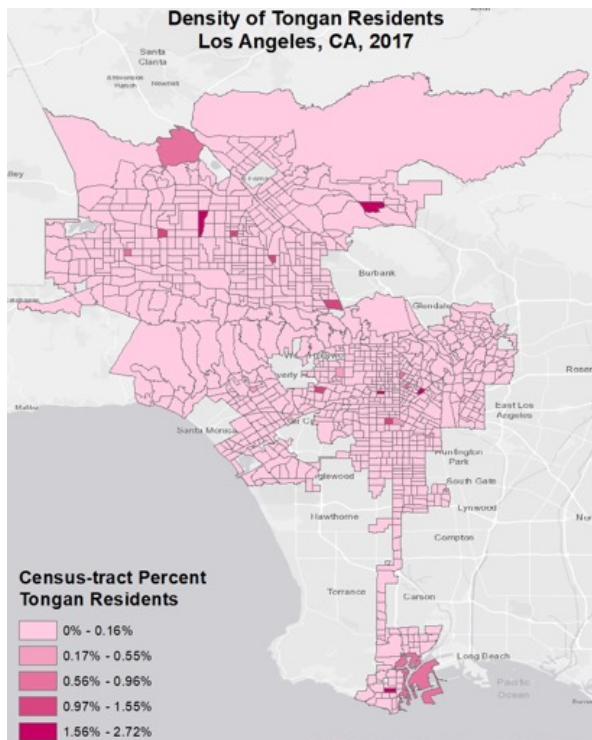 Density of Tongan Residents
Los Angeles, CA, 2017
Santa
Clarita
Newhall
Burbank
Glendale
East Los
Angeles
Santa Monica
Huntington
Park
South Gate
Lynwood
Hawthorne
Compton
Torrance
Carson
Long Beach
Pacific
Ocean
Census-tract Percent
Tongan Residents
0% - 0.16%
0.17% - 0.55%
0.56% - 0.96%
0.97% - 1.55%
1.56% - 2.72%